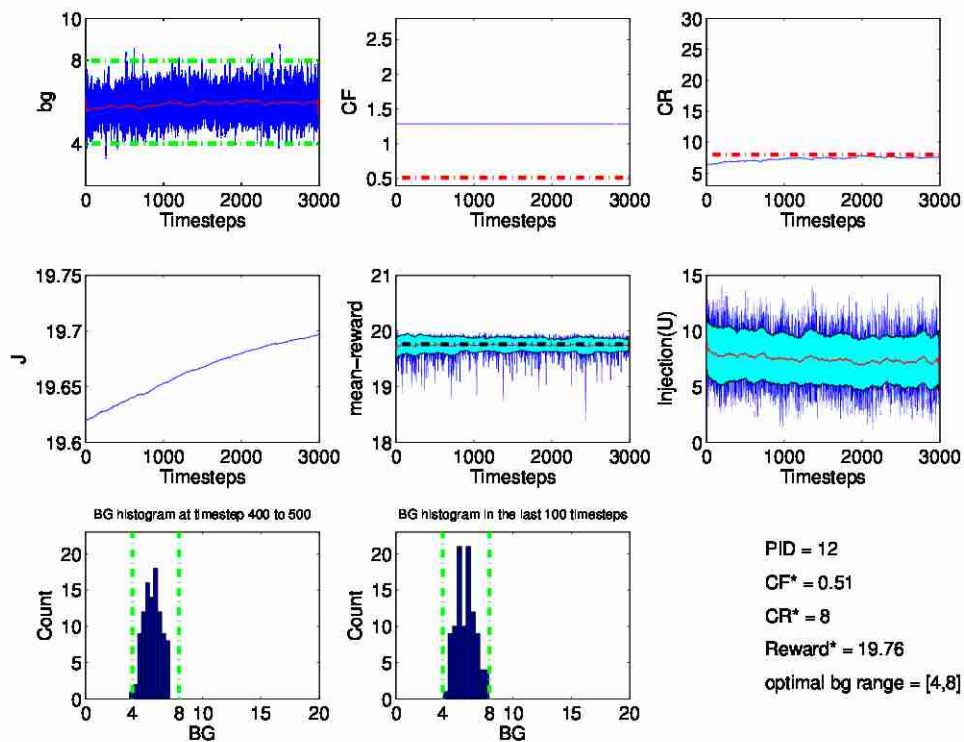 10
8
4
bg
0 1000 2000 3000
Timesteps
2.5
2
1.5
1
0.5
CF
0 1000 2000 3000
Timesteps
30
25
20
15
10
5
CR
0 1000 2000 3000
Timesteps
19.75
19.7
19.65
19.6
J
0 1000 2000 3000
Timesteps
21
20
19
18
mean-reward
0 1000 2000 3000
Timesteps
15
10
5
0
Injection(U)
0 1000 2000 3000
Timesteps
BG histogram at timestep 400 to 500
20
15
10
5
0
Count
0 4 8 10 15 20
BG
BG histogram in the last 100 timesteps
20
15
10
5
0
Count
0 4 8 10 15 20
BG
PID = 12
CF* = 0.51
CR* = 8
Reward* = 19.76
optimal bg range = [4,8]